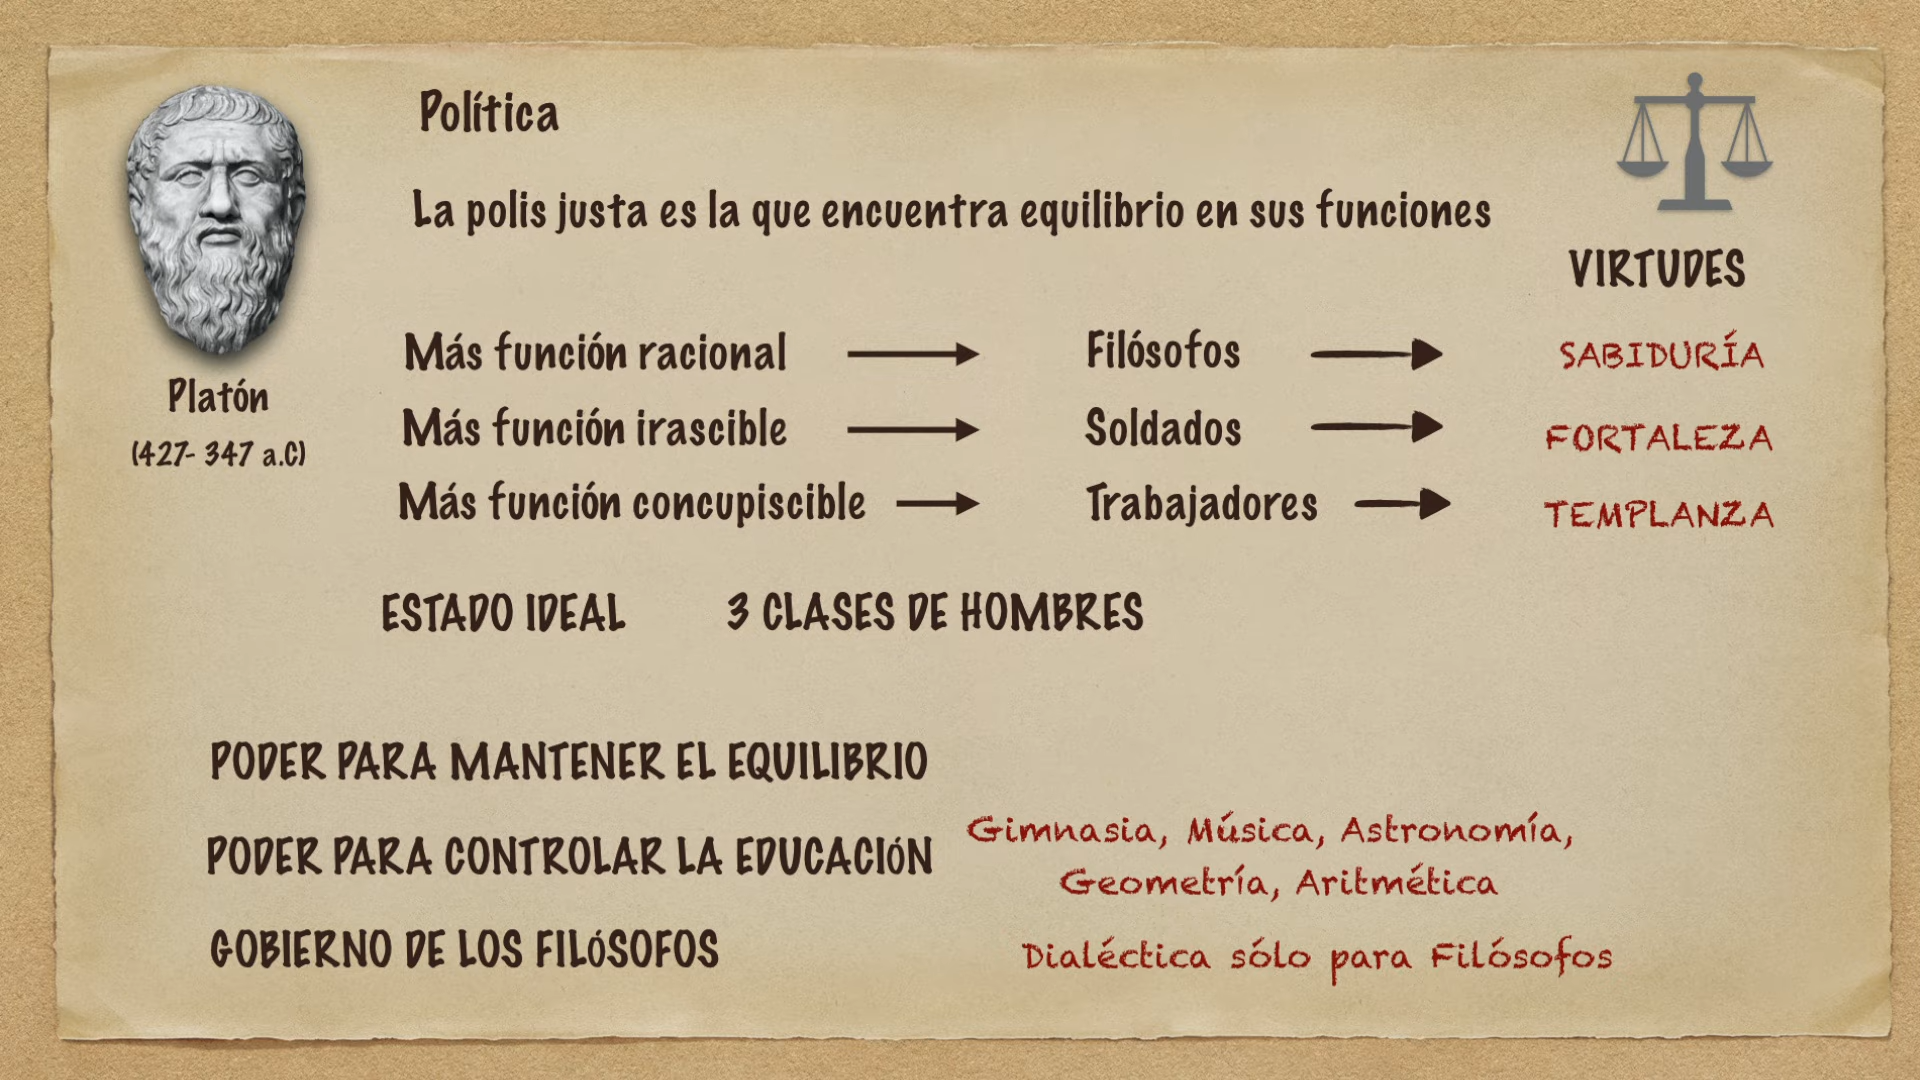 Política
La polis justa es la que encuentra equilibrio en sus funciones
VIRTUDES
Más función racional Filósofos SABIDURÍA
Platón
(427- 347 a.C)
Más función irascible Soldados FORTALEZA
Más función concupiscible Trabajadores TEMPLANZA
ESTADO IDEAL 3 CLASES DE HOMBRES
PODER PARA MANTENER EL EQUILIBRIO
PODER PARA CONTROLAR LA EDUCACIÓN
Gimnasia, Música, Astronomía,
Geometría, Aritmética
GOBIERNO DE LOS FILÓSOFOS
Dialéctica sólo para Filósofos